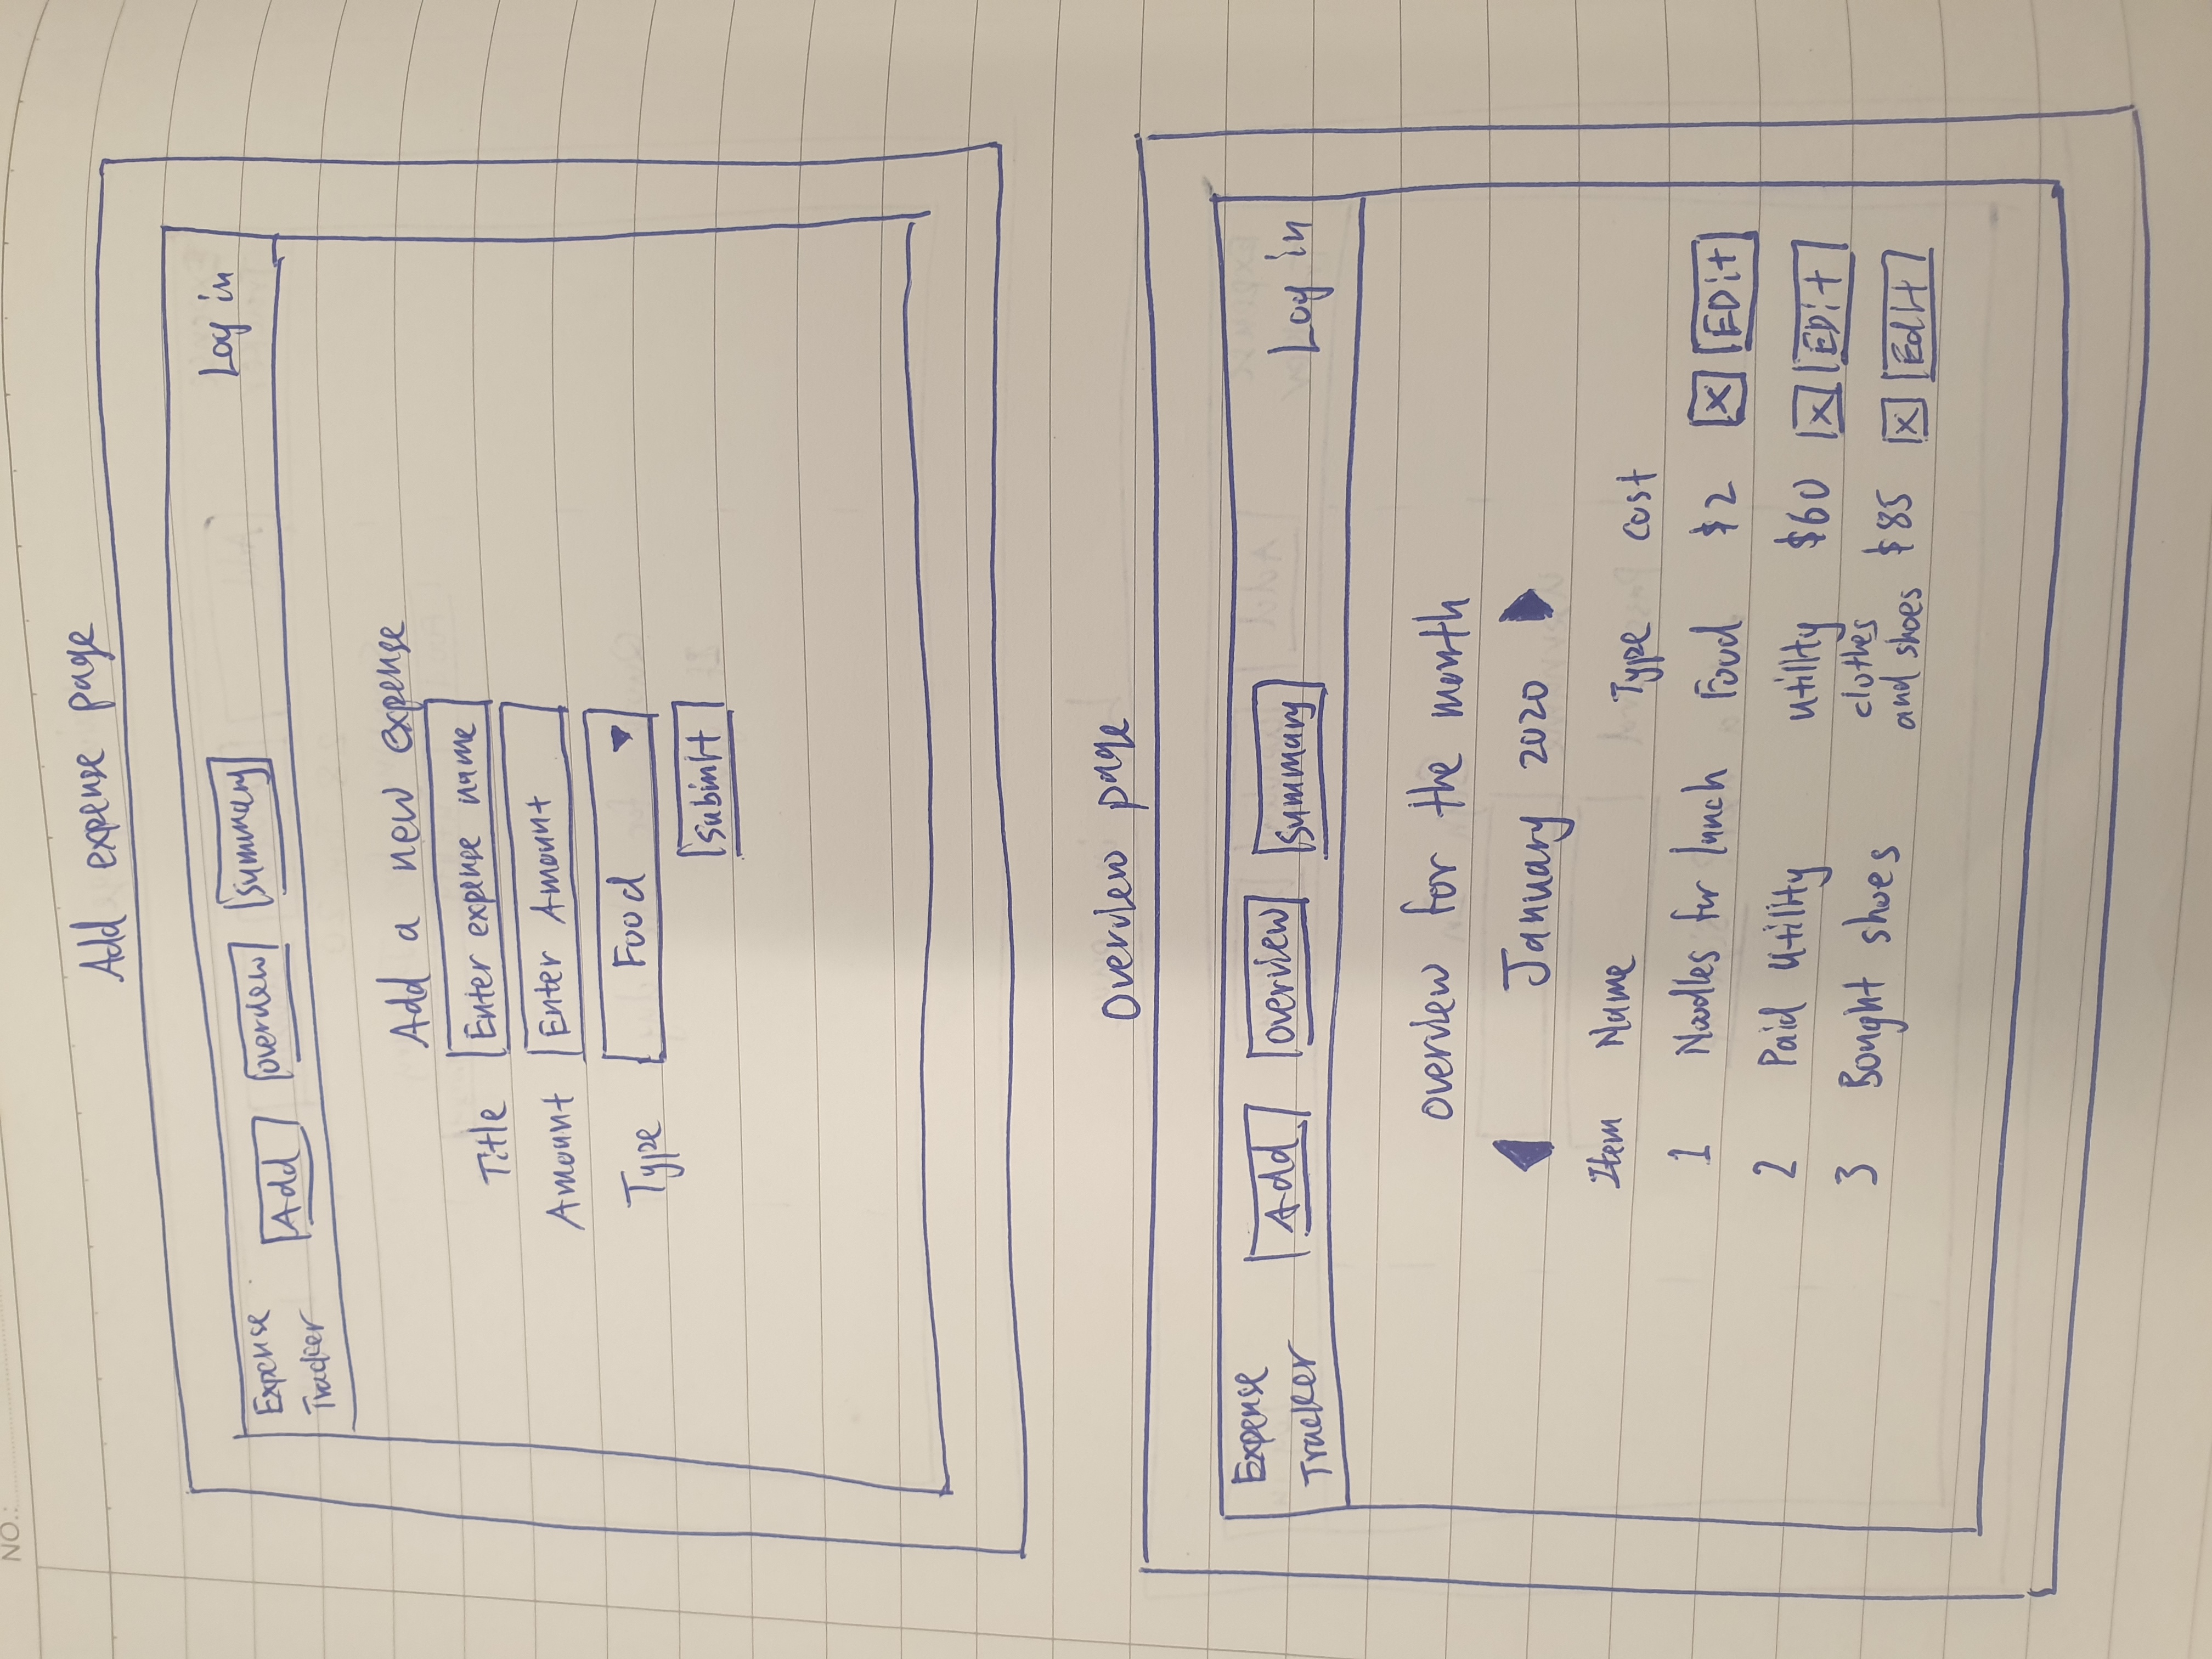 NO.:
Add expense page
Expense Tracker Add overview summary Log in
Add a new expense
Title Enter expense name
Amount Enter Amount
Type Food
Submit
Overview page
Expense Tracker Add overview summary Log in
overview for the month
January 2020
Item Name Type cost
1 Noodles for lunch Food $2 X EDit
2 Paid utility utility $60 X EDit
3 Bought shoes clothes and shoes $85 X Edit